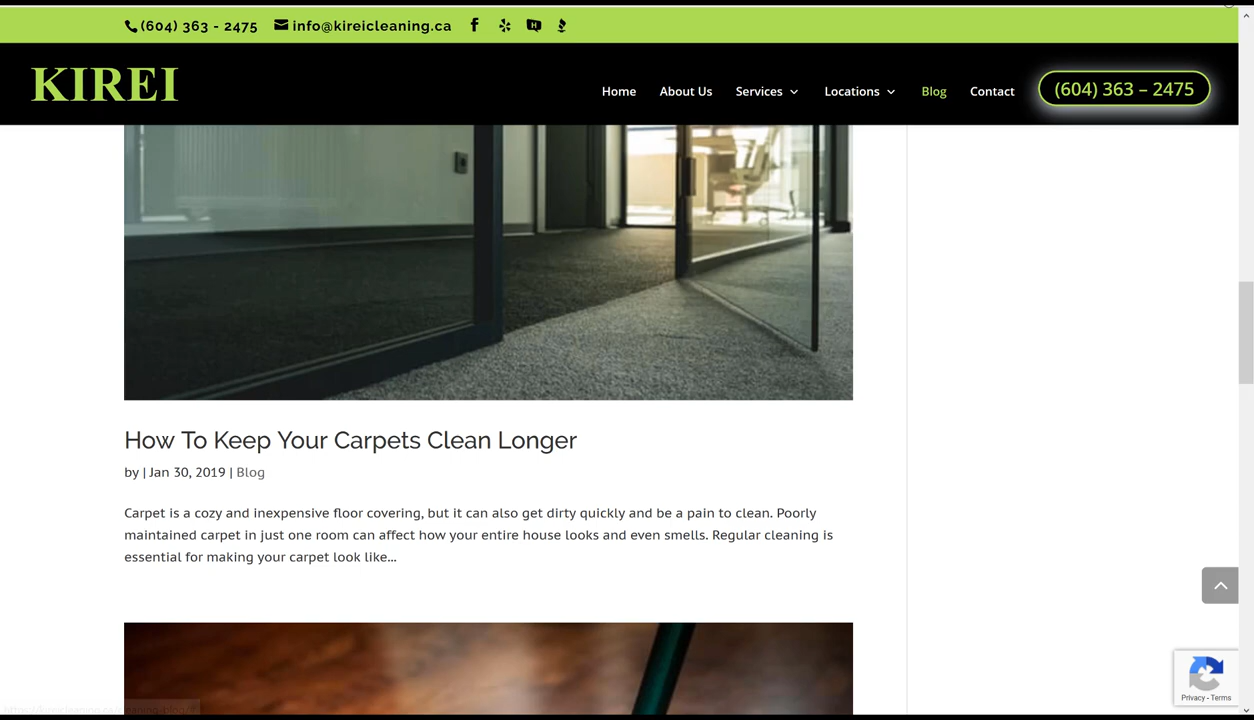 (604) 363 - 2475 info@kireicleaning.ca
KIREI
Home About Us Services Locations Blog Contact (604) 363 – 2475
How To Keep Your Carpets Clean Longer
by | Jan 30, 2019 | Blog
Carpet is a cozy and inexpensive floor covering, but it can also get dirty quickly and be a pain to clean. Poorly
maintained carpet in just one room can affect how your entire house looks and even smells. Regular cleaning is
essential for making your carpet look like...
Privacy - Terms